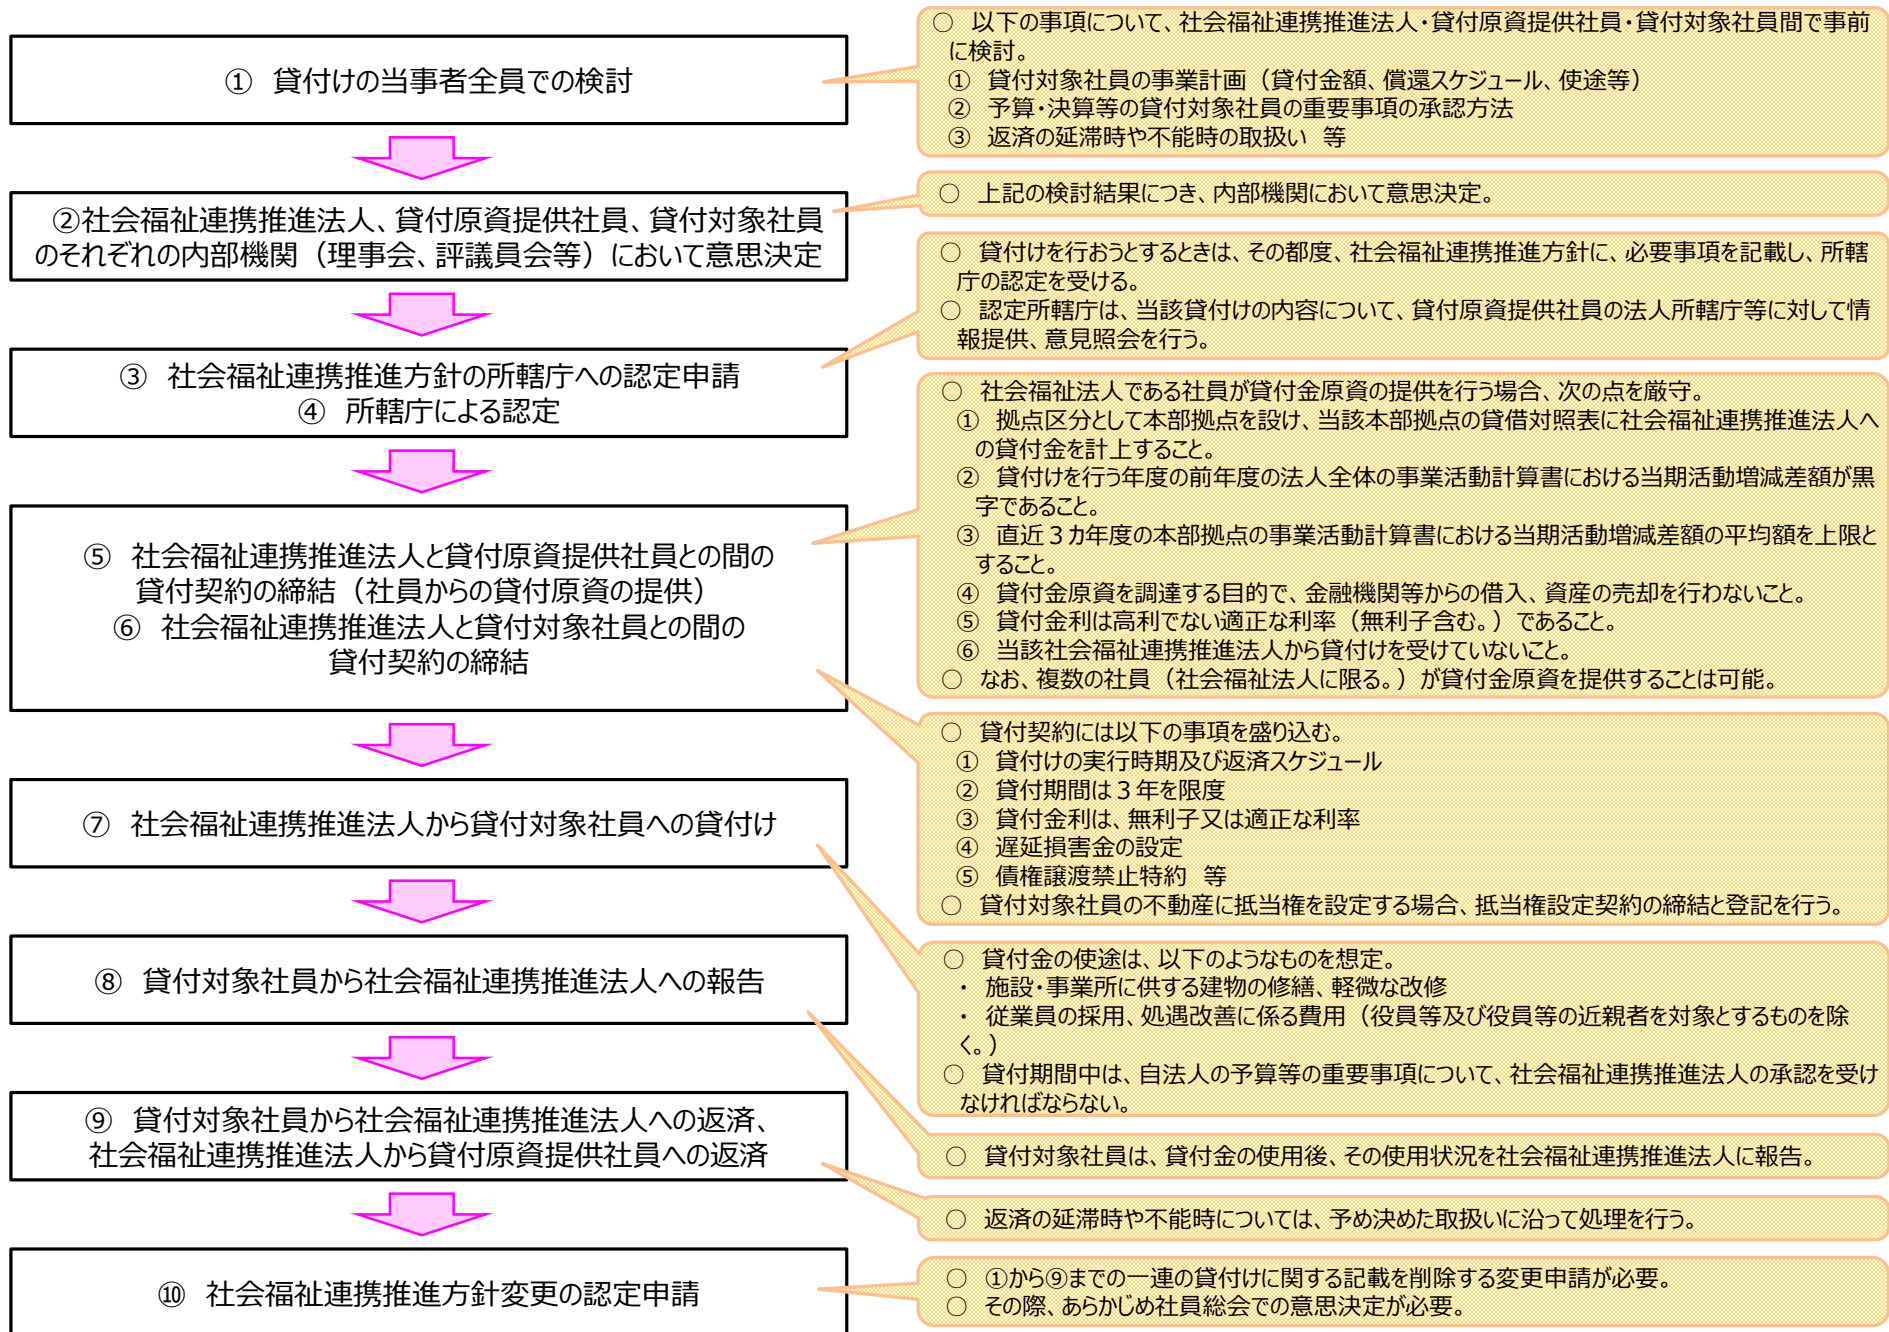 ① 貸付けの当事者全員での検討
○ 以下の事項について、社会福祉連携推進法人・貸付原資提供社員・貸付対象社員間で事前
に検討。
① 貸付対象社員の事業計画（貸付金額、償還スケジュール、使途等）
② 予算・決算等の貸付対象社員の重要事項の承認方法
③ 返済の延滞時や不能時の取扱い 等
②社会福祉連携推進法人、貸付原資提供社員、貸付対象社員
のそれぞれの内部機関（理事会、評議員会等）において意思決定
○ 上記の検討結果につき、内部機関において意思決定。
③ 社会福祉連携推進方針の所轄庁への認定申請
④ 所轄庁による認定
○ 貸付けを行おうとするときは、その都度、社会福祉連携推進方針に、必要事項を記載し、所轄
庁の認定を受ける。
○ 認定所轄庁は、当該貸付けの内容について、貸付原資提供社員の法人所轄庁等に対して情
報提供、意見照会を行う。
⑤ 社会福祉連携推進法人と貸付原資提供社員との間の
貸付契約の締結（社員からの貸付原資の提供）
⑥ 社会福祉連携推進法人と貸付対象社員との間の
貸付契約の締結
○ 社会福祉法人である社員が貸付金原資の提供を行う場合、次の点を厳守。
① 拠点区分として本部拠点を設け、当該本部拠点の貸借対照表に社会福祉連携推進法人へ
の貸付金を計上すること。
② 貸付けを行う年度の前年度の法人全体の事業活動計算書における当期活動増減差額が黒
字であること。
③ 直近３カ年度の本部拠点の事業活動計算書における当期活動増減差額の平均額を上限と
すること。
④ 貸付金原資を調達する目的で、金融機関等からの借入、資産の売却を行わないこと。
⑤ 貸付金利は高利でない適正な利率（無利子含む。）であること。
⑥ 当該社会福祉連携推進法人から貸付けを受けていないこと。
○ なお、複数の社員（社会福祉法人に限る。）が貸付金原資を提供することは可能。
○ 貸付契約には以下の事項を盛り込む。
① 貸付けの実行時期及び返済スケジュール
② 貸付期間は３年を限度
③ 貸付金利は、無利子又は適正な利率
④ 遅延損害金の設定
⑤ 債権譲渡禁止特約 等
○ 貸付対象社員の不動産に抵当権を設定する場合、抵当権設定契約の締結と登記を行う。
⑦ 社会福祉連携推進法人から貸付対象社員への貸付け
○ 貸付金の使途は、以下のようなものを想定。
・ 施設・事業所に供する建物の修繕、軽微な改修
・ 従業員の採用、処遇改善に係る費用（役員等及び役員等の近親者を対象とするものを除
く。）
○ 貸付期間中は、自法人の予算等の重要事項について、社会福祉連携推進法人の承認を受け
なければならない。
⑧ 貸付対象社員から社会福祉連携推進法人への報告
○ 貸付対象社員は、貸付金の使用後、その使用状況を社会福祉連携推進法人に報告。
⑨ 貸付対象社員から社会福祉連携推進法人への返済、
社会福祉連携推進法人から貸付原資提供社員への返済
○ 返済の延滞時や不能時については、予め決めた取扱いに沿って処理を行う。
⑩ 社会福祉連携推進方針変更の認定申請
○ ①から⑨までの一連の貸付けに関する記載を削除する変更申請が必要。
○ その際、あらかじめ社員総会での意思決定が必要。